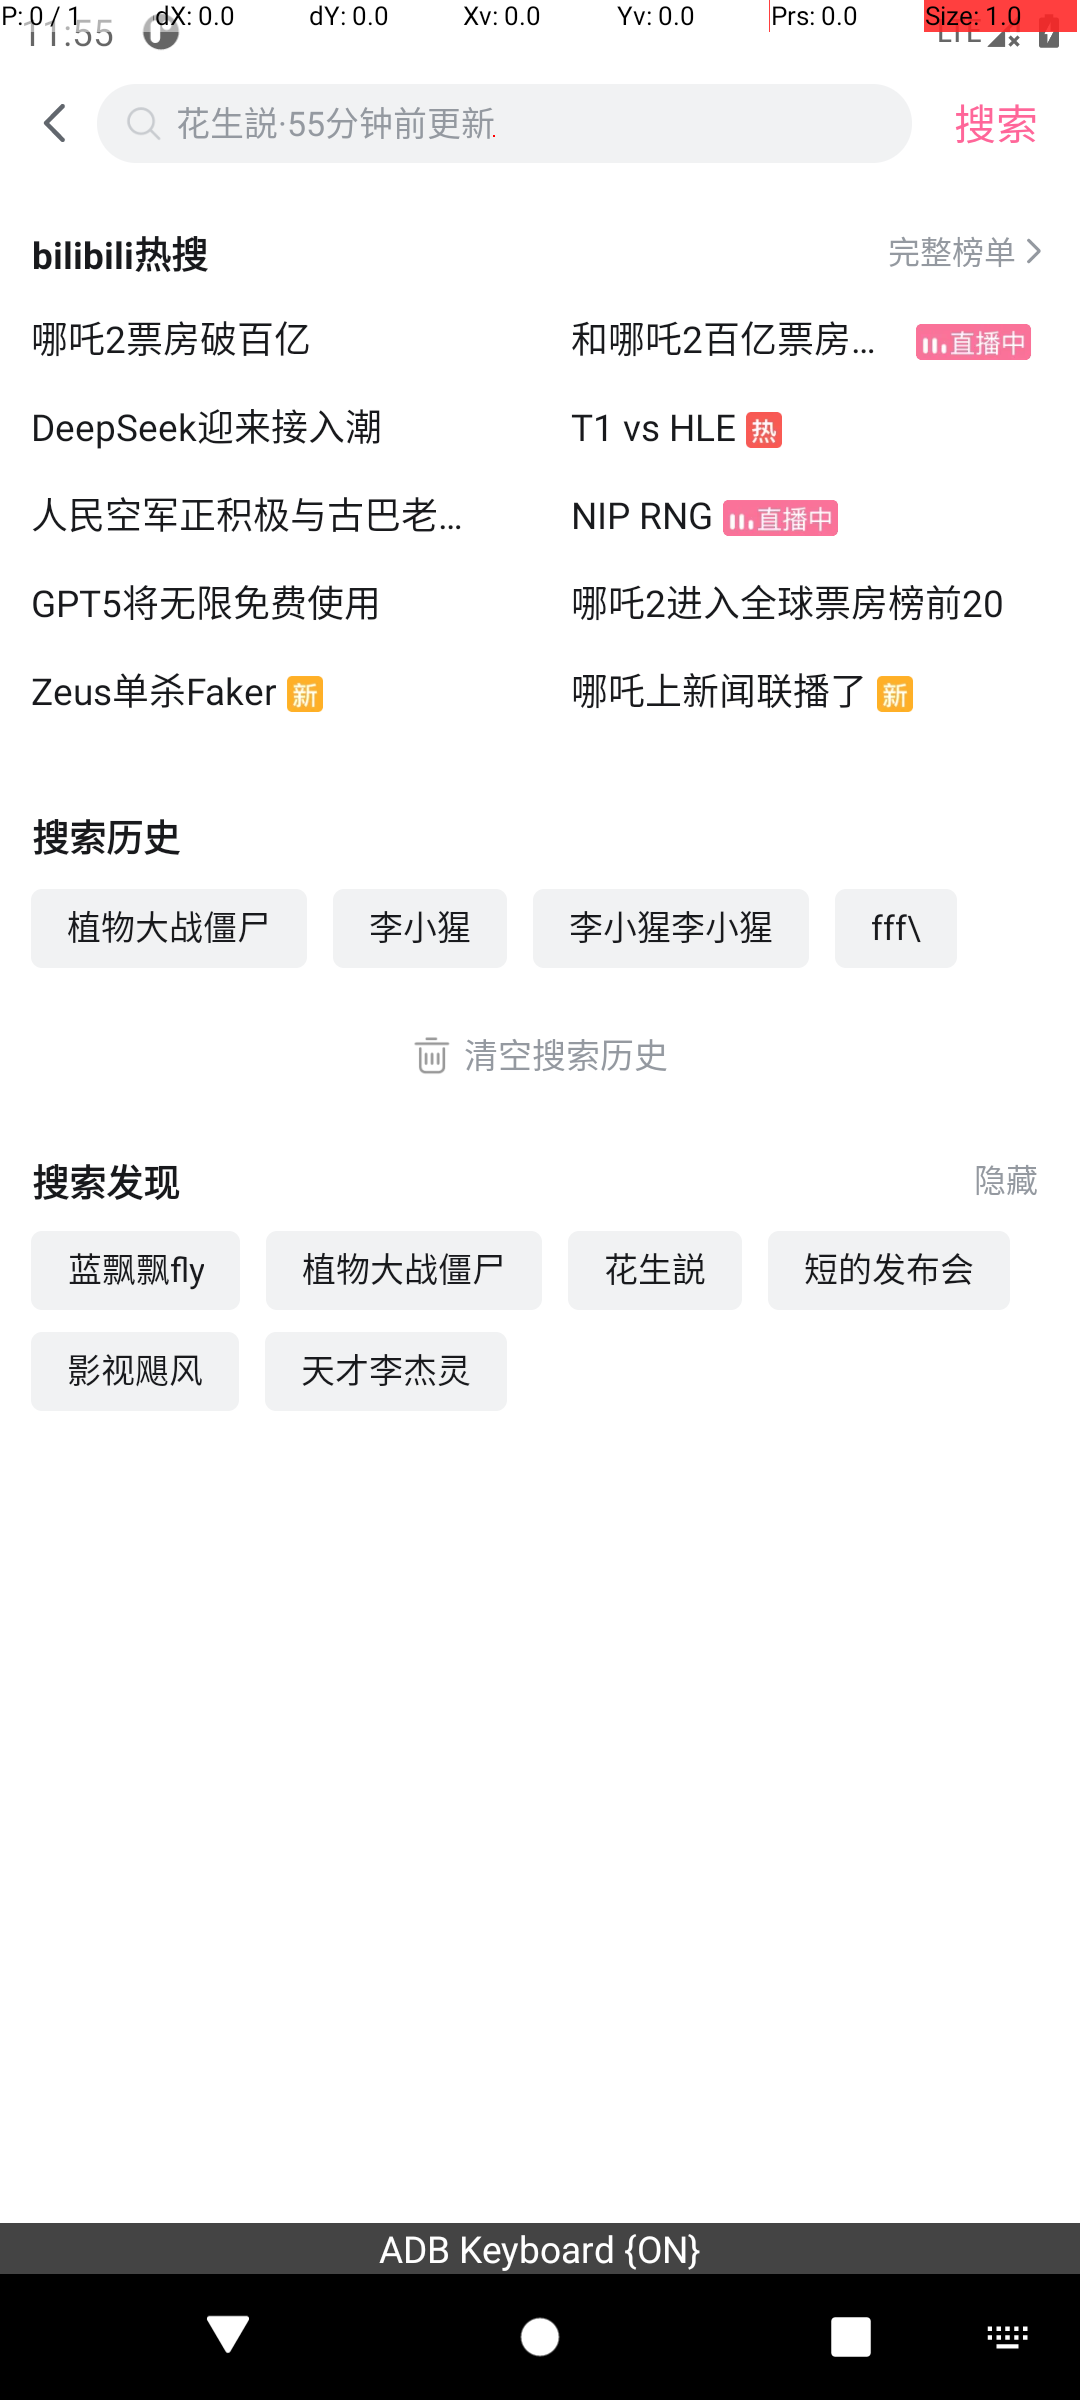 P: 0 / 1 dX: 0.0 dY: 0.0 Xv: 0.0 Yv: 0.0 Prs: 0.0 Size: 1.0
11:55 LTE
花生説·55分钟前更新 搜索
bilibili热搜 完整榜单
哪吒2票房破百亿 和哪吒2百亿票房... 直播中
DeepSeek迎来接入潮 T1 vs HLE 热
人民空军正积极与古巴老... NIP RNG 直播中
GPT5将无限免费使用 哪吒2进入全球票房榜前20
Zeus单杀Faker 新 哪吒上新闻联播了 新
搜索历史
植物大战僵尸 李小猩 李小猩李小猩 fff\
清空搜索历史
搜索发现 隐藏
蓝飘飘fly 植物大战僵尸 花生説 短的发布会
影视飓风 天才李杰灵
ADB Keyboard {ON}